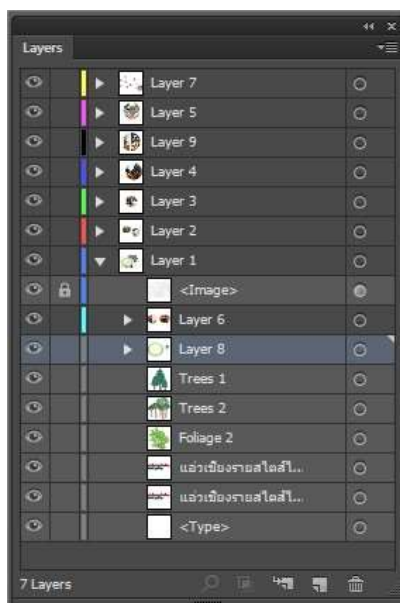 Layers
Layer 7
Layer 5
Layer 9
Layer 4
Layer 3
Layer 2
Layer 1
<Image>
Layer 6
Layer 8
Trees 1
Trees 2
Foliage 2
แอ่วเชียงรายสไตล์ไ...
แอ่วเชียงรายสไตล์ไ...
<Type>
7 Layers